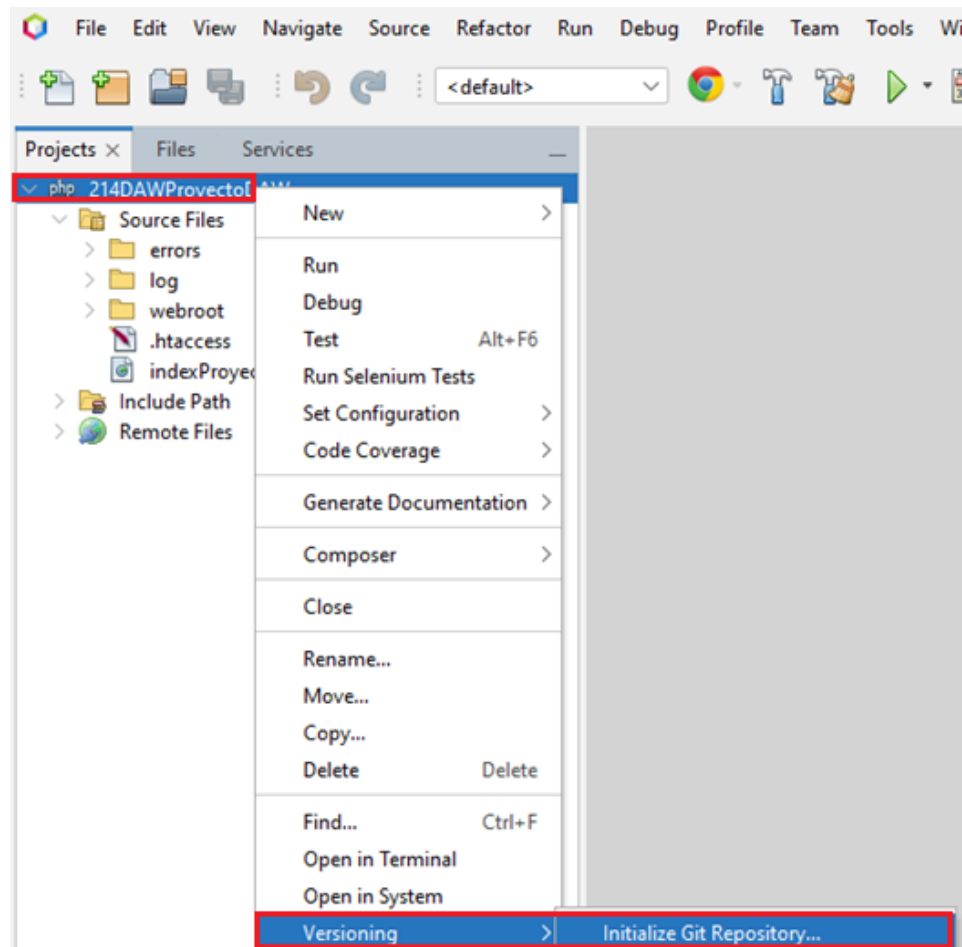 File Edit View Navigate Source Refactor Run Debug Profile Team Tools
<default>
Projects Files Services
php 214DAWProyectoDAW
Source Files
errors
log
webroot
.htaccess
indexProyec
Include Path
Remote Files
New
Run
Debug
Test Alt+F6
Run Selenium Tests
Set Configuration
Code Coverage
Generate Documentation
Composer
Close
Rename...
Move...
Copy...
Delete Delete
Find... Ctrl+F
Open in Terminal
Open in System
Versioning Initialize Git Repository...